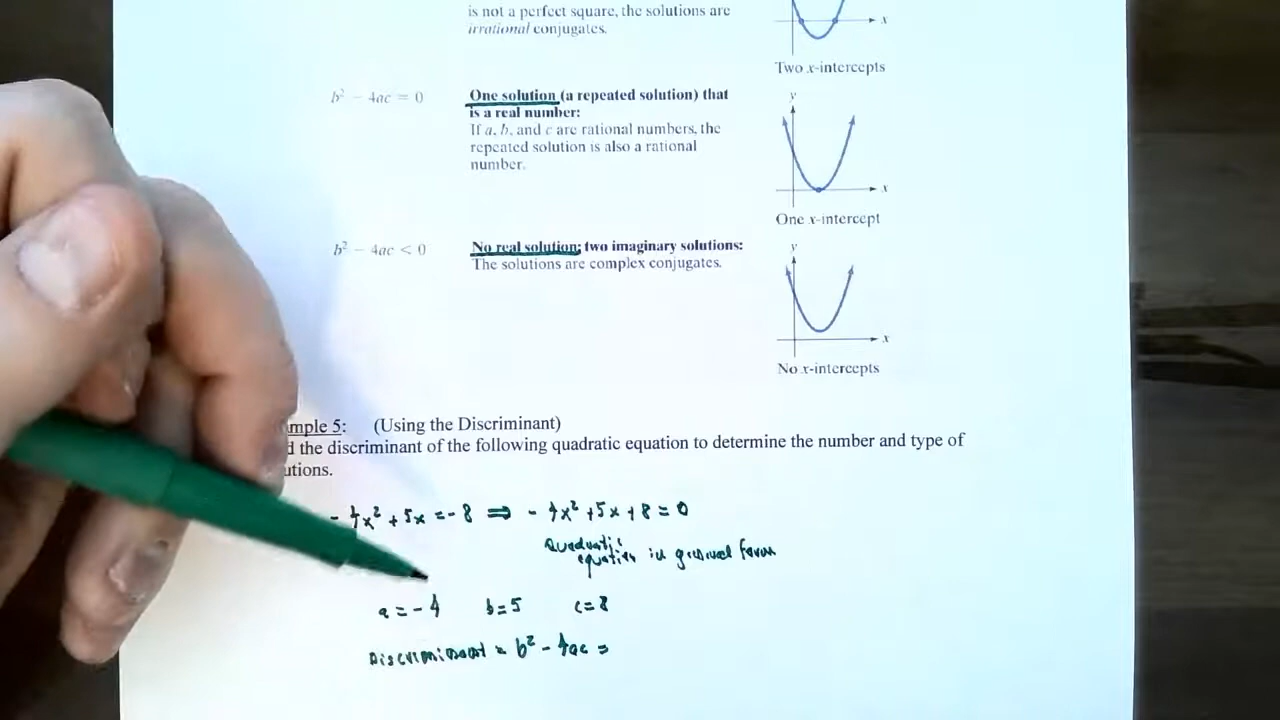 is not a perfect square, the solutions are
irrational conjugates.
x
Two x-intercepts
b² − 4ac = 0
One solution (a repeated solution) that
is a real number:
If a, b, and c are rational numbers, the
repeated solution is also a rational
number.
y
x
One x-intercept
b² − 4ac < 0
No real solution; two imaginary solutions:
The solutions are complex conjugates.
y
x
No x-intercepts
mple 5: (Using the Discriminant)
d the discriminant of the following quadratic equation to determine the number and type of
utions.
- 4x² + 5x = - 8 ⇒ - 4x² + 5x + 8 = 0
Quadratic
equation in general form
a = - 4 b = 5 c = 8
Discriminant = b² - 4ac =